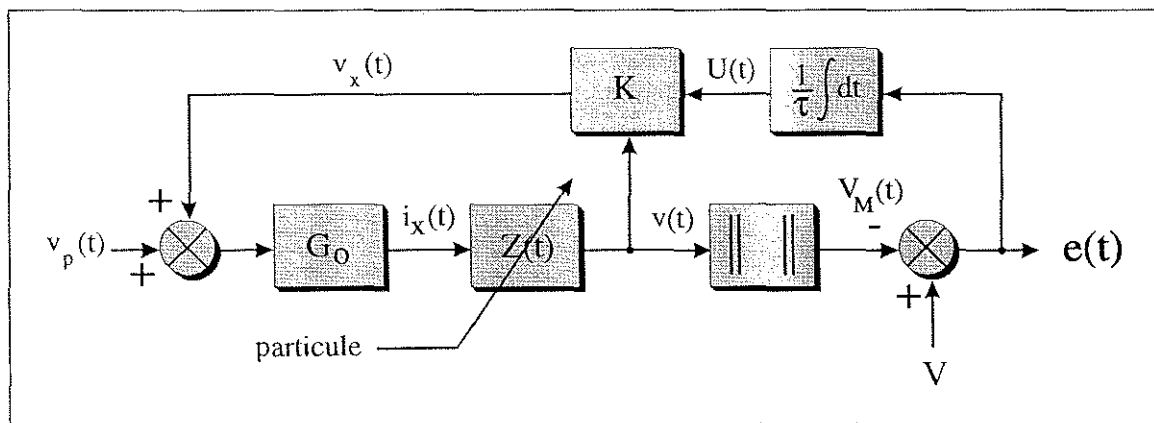 v_x(t)
K
U(t)
1/τ ∫dt
+
v_p(t)
+
G_o
i_x(t)
Z(t)
v(t)
|| ||
V_M(t)
-
+
e(t)
particule
V